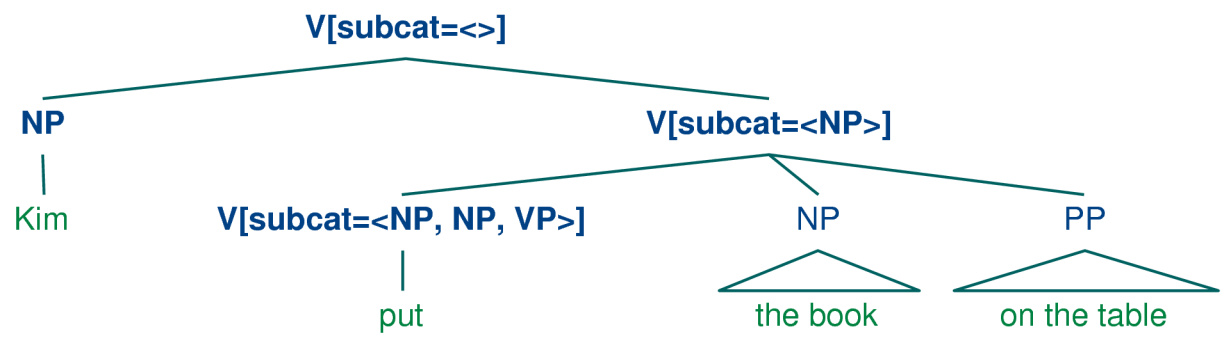 V[subcat=<>]
NP V[subcat=<NP>]
Kim V[subcat=<NP, NP, VP>] NP PP
put the book on the table